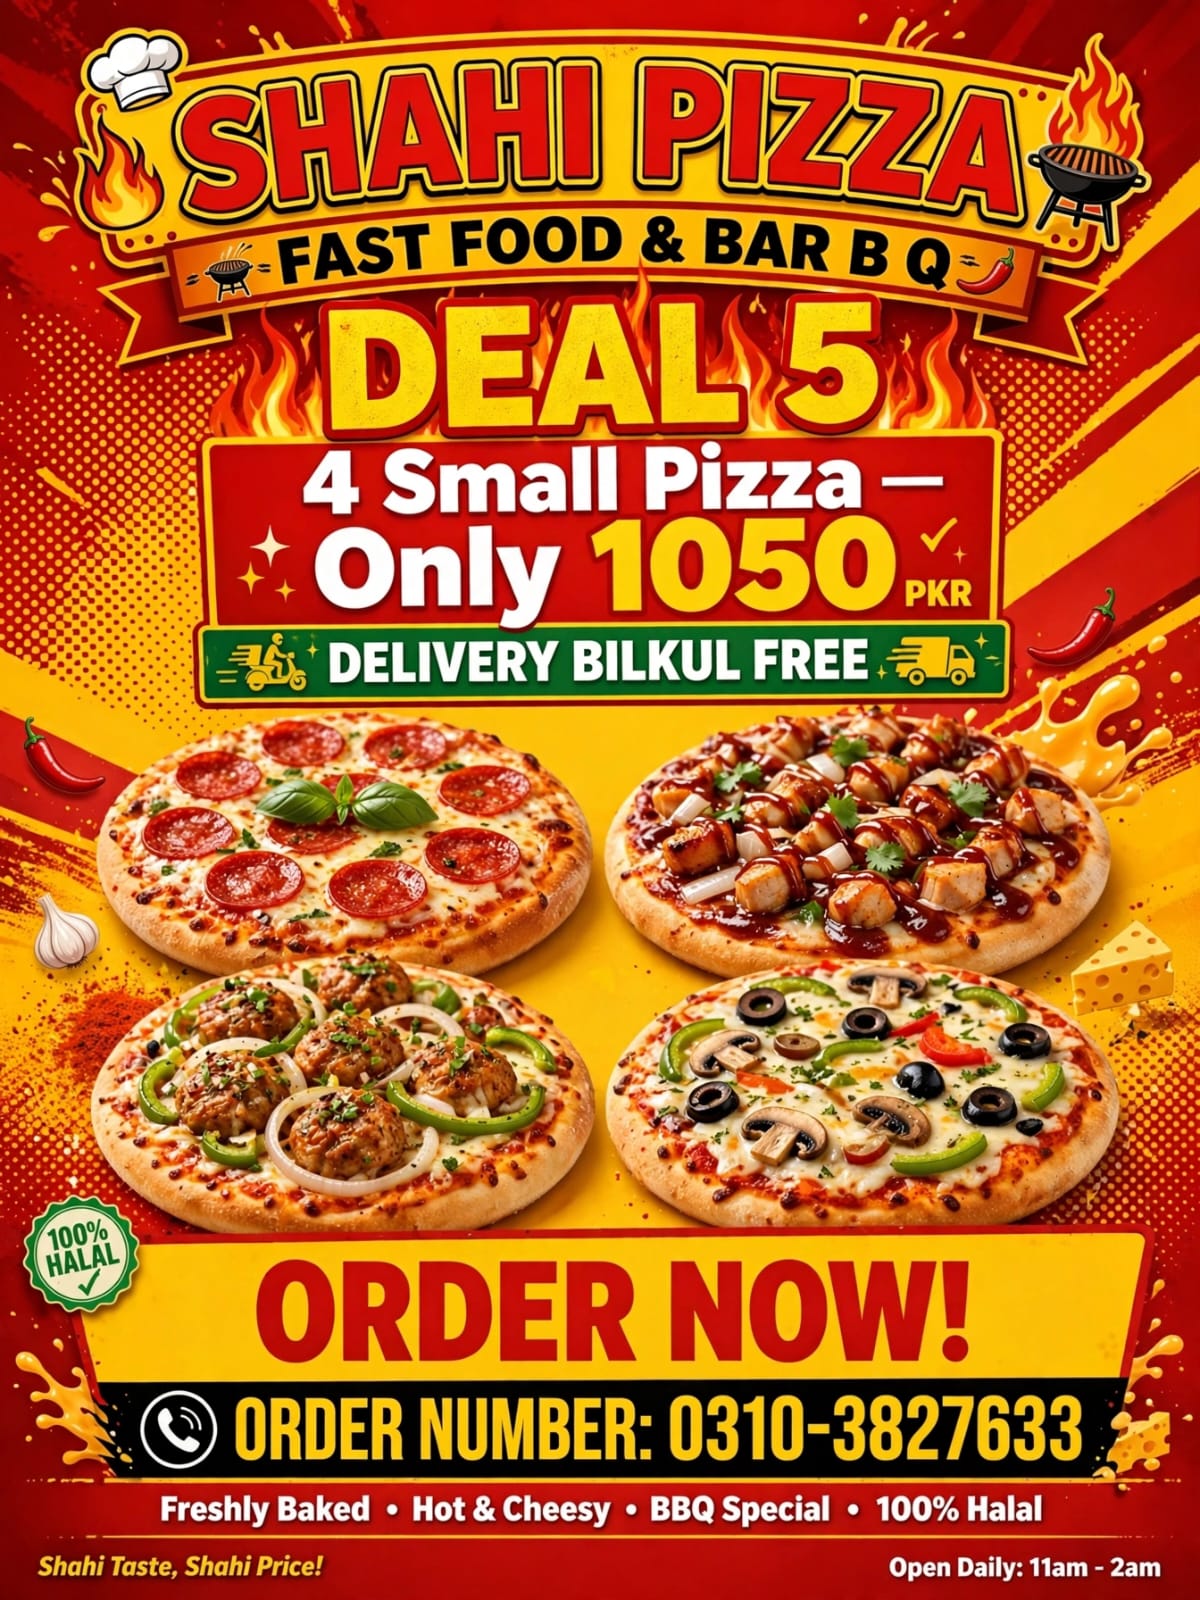 SHAHI PIZZA
FAST FOOD & BAR B Q
DEAL 5
4 Small Pizza —
Only 1050 PKR
DELIVERY BILKUL FREE
100%
HALAL
ORDER NOW!
ORDER NUMBER: 0310-3827633
Freshly Baked • Hot & Cheesy • BBQ Special • 100% Halal
Shahi Taste, Shahi Price!
Open Daily: 11am - 2am